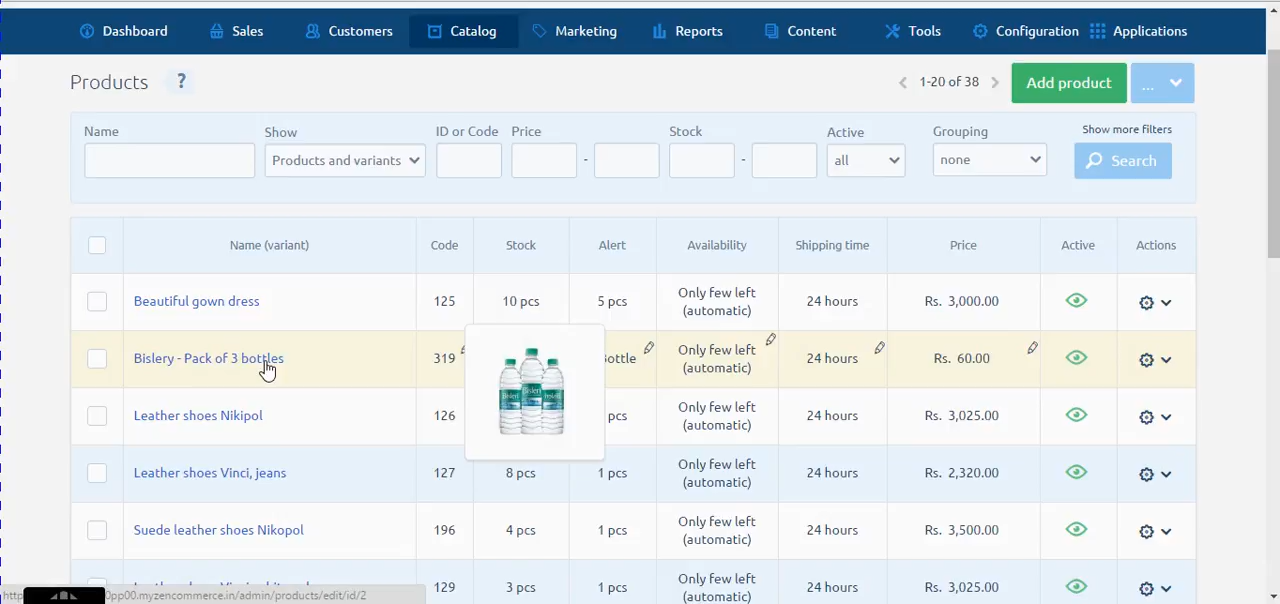 Dashboard Sales Customers Catalog Marketing Reports Content Tools Configuration Applications
Products ? 1-20 of 38 Add product ...
Name Show ID or Code Price Stock Active Grouping Show more filters
Products and variants - - all none Search
Name (variant) Code Stock Alert Availability Shipping time Price Active Actions
Beautiful gown dress 125 10 pcs 5 pcs Only few left (automatic) 24 hours Rs. 3,000.00
Bislery - Pack of 3 bottles 319 Only few left (automatic) 24 hours Rs. 60.00
Leather shoes Nikipol 126 pcs Only few left (automatic) 24 hours Rs. 3,025.00
Leather shoes Vinci, jeans 127 8 pcs 1 pcs Only few left (automatic) 24 hours Rs. 2,320.00
Suede leather shoes Nikopol 196 4 pcs 1 pcs Only few left (automatic) 24 hours Rs. 3,500.00
129 3 pcs 1 pcs Only few left (automatic) 24 hours Rs. 3,025.00
0pp00.myzencommerce.in/admin/products/edit/id/2